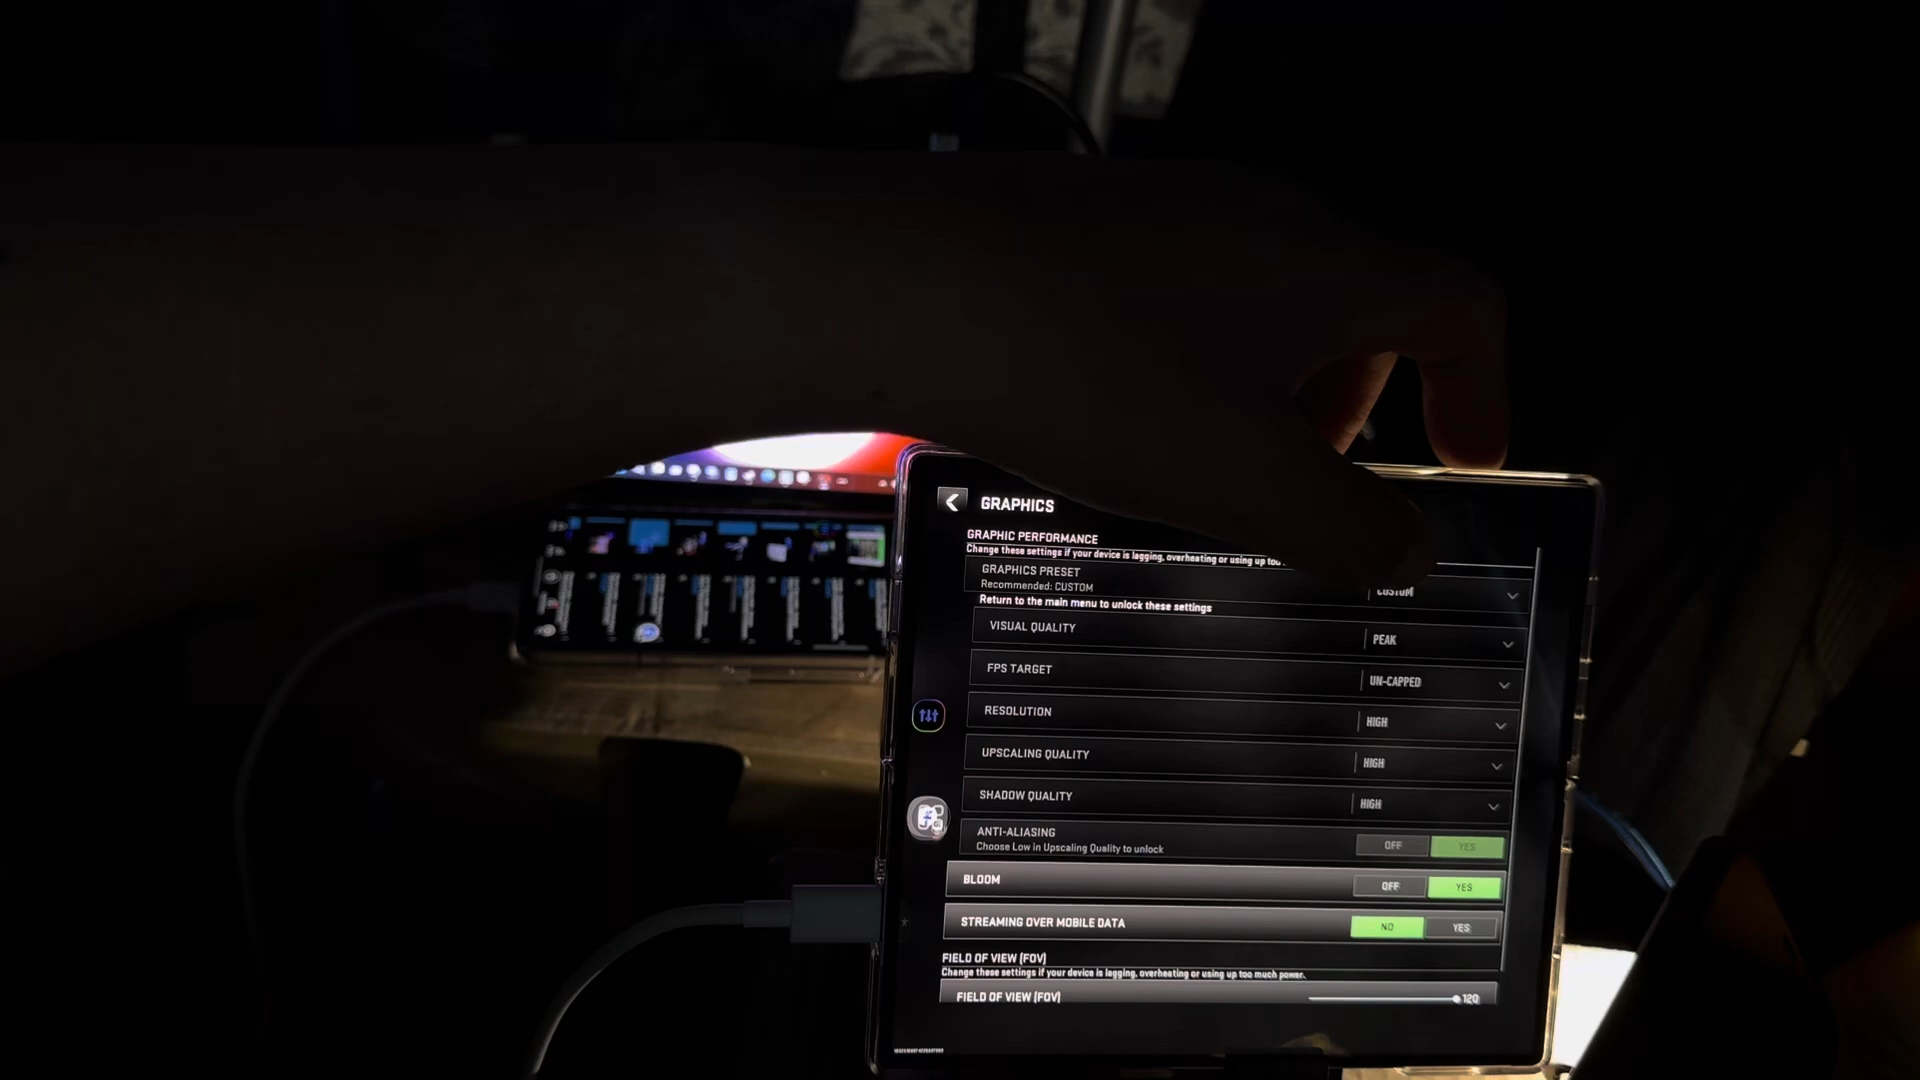 GRAPHICS
GRAPHIC PERFORMANCE
Change these settings if your device is lagging, overheating or using up too
GRAPHICS PRESET
Recommended: CUSTOM
CUSTOM
Return to the main menu to unlock these settings
VISUAL QUALITY
PEAK
FPS TARGET
UN-CAPPED
RESOLUTION
HIGH
UPSCALING QUALITY
HIGH
SHADOW QUALITY
HIGH
ANTI-ALIASING
Choose Low in Upscaling Quality to unlock
OFF YES
BLOOM
OFF YES
STREAMING OVER MOBILE DATA
NO YES
FIELD OF VIEW (FOV)
Change these settings if your device is lagging, overheating or using up too much power.
FIELD OF VIEW (FOV)
120